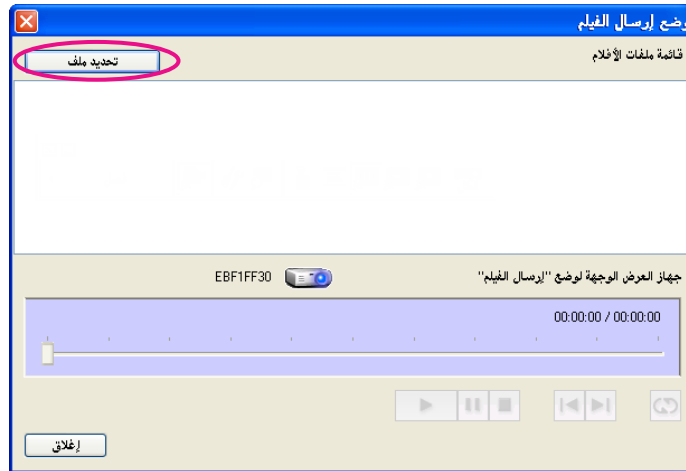 وضع إرسال الفيلم
قائمة ملفات الأفلام
تحديد ملف
جهاز العرض الوجهة لوضع "إرسال الفيلم"
EBF1FF30
00:00:00 / 00:00:00
إغلاق